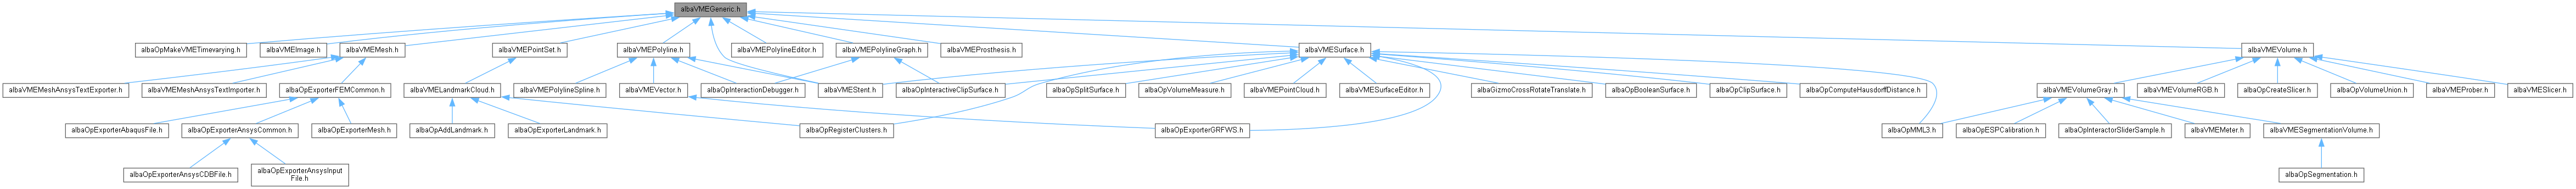 albaVMEGeneric.h
albaOpMakeVMETimevarying.h
albaVMEImage.h
albaVMEMesh.h
albaVMEPointSet.h
albaVMEPolyline.h
albaVMEPolylineEditor.h
albaVMEPolylineGraph.h
albaVMEProsthesis.h
albaVMESurface.h
albaVMEVolume.h
albaVMEMeshAnsysTextExporter.h
albaVMEMeshAnsysTextImporter.h
albaOpExporterFEMCommon.h
albaVMELandmarkCloud.h
albaVMEPolylineSpline.h
albaVMEVector.h
albaOpInteractionDebugger.h
albaVMEStent.h
albaOpInteractiveClipSurface.h
albaOpSplitSurface.h
albaOpVolumeMeasure.h
albaVMEPointCloud.h
albaVMESurfaceEditor.h
albaGizmoCrossRotateTranslate.h
albaOpBooleanSurface.h
albaOpClipSurface.h
albaOpComputeHausdorffDistance.h
albaVMEVolumeGray.h
albaVMEVolumeRGB.h
albaOpCreateSlicer.h
albaOpVolumeUnion.h
albaVMEProber.h
albaVMESlicer.h
albaOpExporterAbaqusFile.h
albaOpExporterAnsysCommon.h
albaOpExporterMesh.h
albaOpAddLandmark.h
albaOpExporterLandmark.h
albaOpRegisterClusters.h
albaOpExporterGRFWS.h
albaOpMML3.h
albaOpESPCalibration.h
albaOpInteractorSliderSample.h
albaVMEMeter.h
albaVMESegmentationVolume.h
albaOpExporterAnsysCDBFile.h
albaOpExporterAnsysInput
File.h
albaOpSegmentation.h